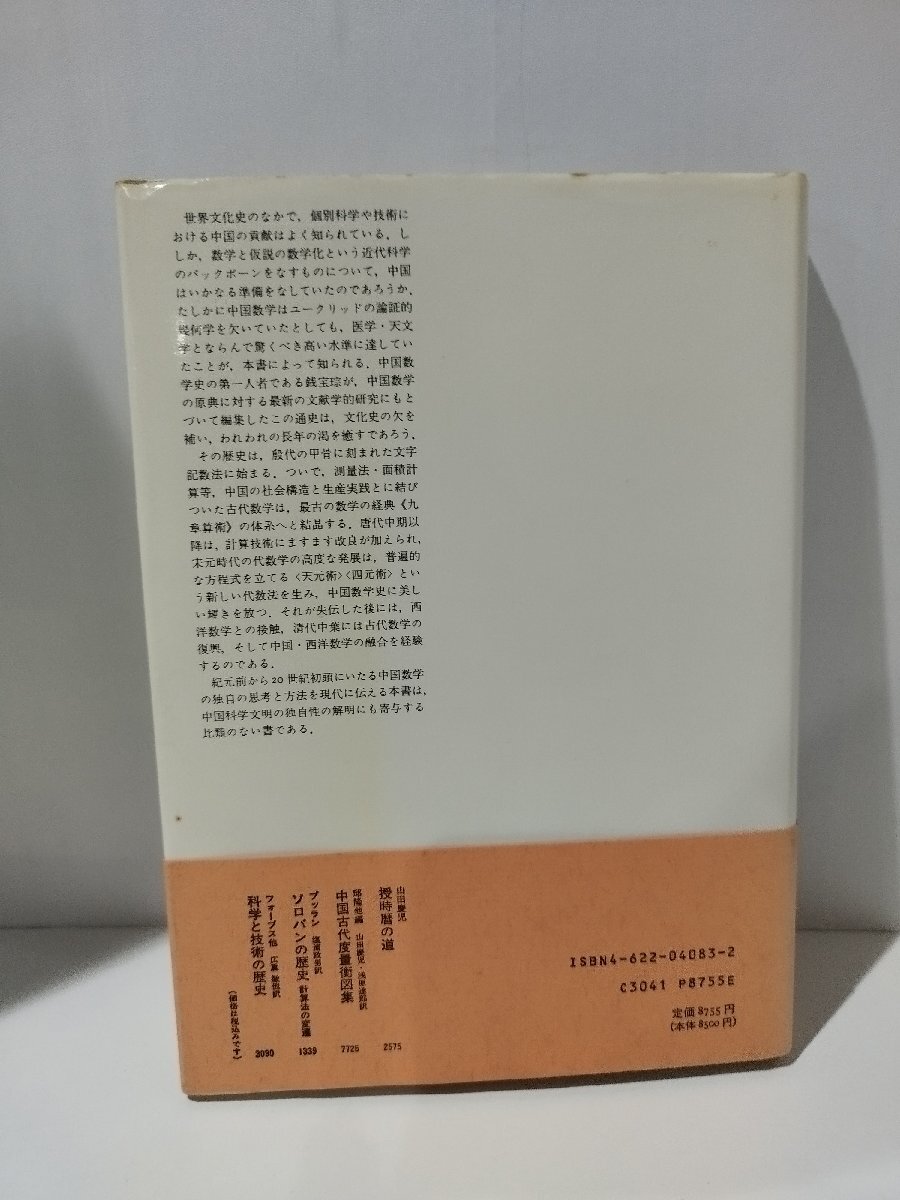 世界文化史のなかで，個別科学や技術に
おける中国の貢献はよく知られている．し
しか，数学と仮説の数学化という近代科学
のバックボーンをなすものについて，中国
はいかなる準備をなしていたのであろうか．
たしかに中国数学はユークリッドの論証的
幾何学を欠いていたとしても，医学・天文
学とならんで驚くべき高い水準に達してい
たことが，本書によって知られる．中国数
学史の第一人者である銭宝琮が，中国数学
の原典に対する最新の文献学的研究にもと
づいて編集したこの通史は，文化史の欠を
補い，われわれの長年の渇を癒すであろう．
その歴史は，殷代の甲骨に刻まれた文字
記数法に始まる．ついで，測量法・面積計
算等，中国の社会構造と生産実践とに結び
ついた古代数学は，最古の数学の経典《九
章算術》の体系へと結晶する．唐代中期以
降は，計算技術にますます改良が加えられ，
宋元時代の代数学の高度な発展は，普遍的
な方程式を立てる〈天元術〉〈四元術〉とい
う新しい代数法を生み，中国数学史に美し
い輝きを放つ．それが失伝した後には，西
洋数学との接触，清代中葉には古代数学の
復興，そして中国・西洋数学の融合を経験
するのである．
紀元前から20世紀初頭にいたる中国数学
の独自の思考と方法を現代に伝える本書は，
中国科学文明の独自性の解明にも寄与する
比類のない書である．
山田慶児
授時暦の道 2575
邱隆他編 山田慶児・浅原達郎訳
中国古代度量衡図集 7725
プッラン 塩浦政男訳
ソロバンの歴史 計算法の変遷 1339
フォーブス他 広重 訳
科学と技術の歴史 3090
(価格は税込みです)
ISBN4-622-04083-2
C3041 P8755E
定価 8755 円
(本体 8500 円)